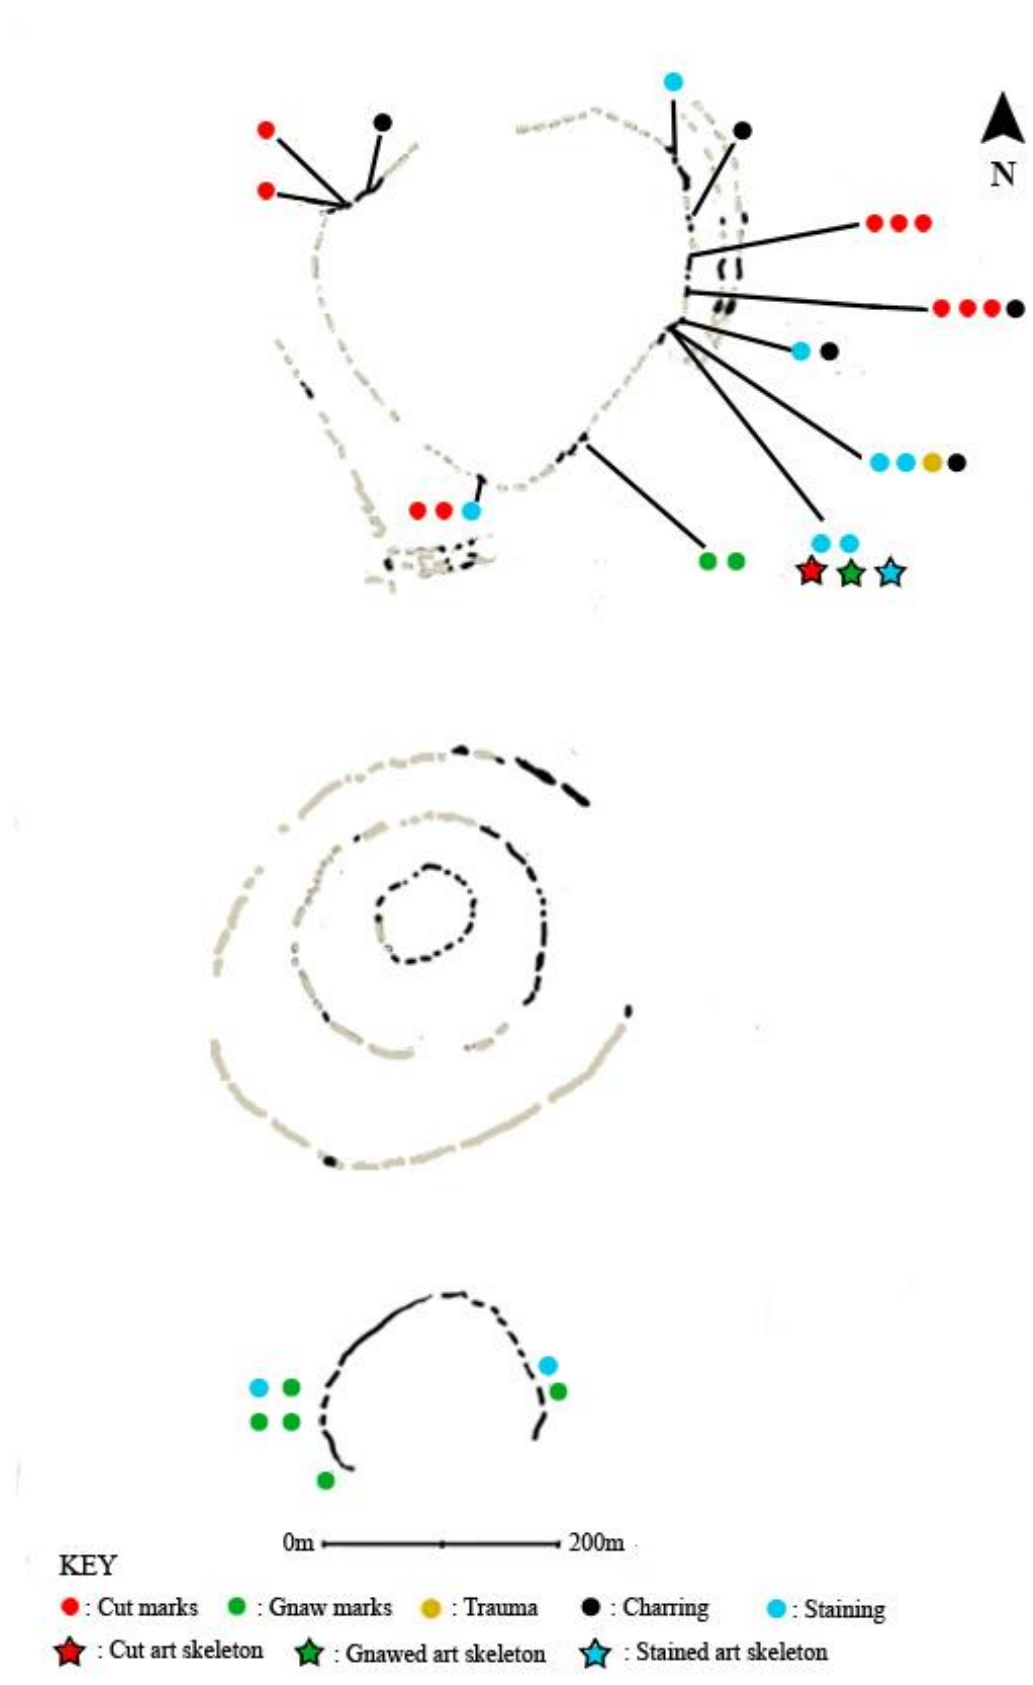 N
0m 200m
KEY
: Cut marks : Gnaw marks : Trauma : Charring : Staining
: Cut art skeleton : Gnawed art skeleton : Stained art skeleton